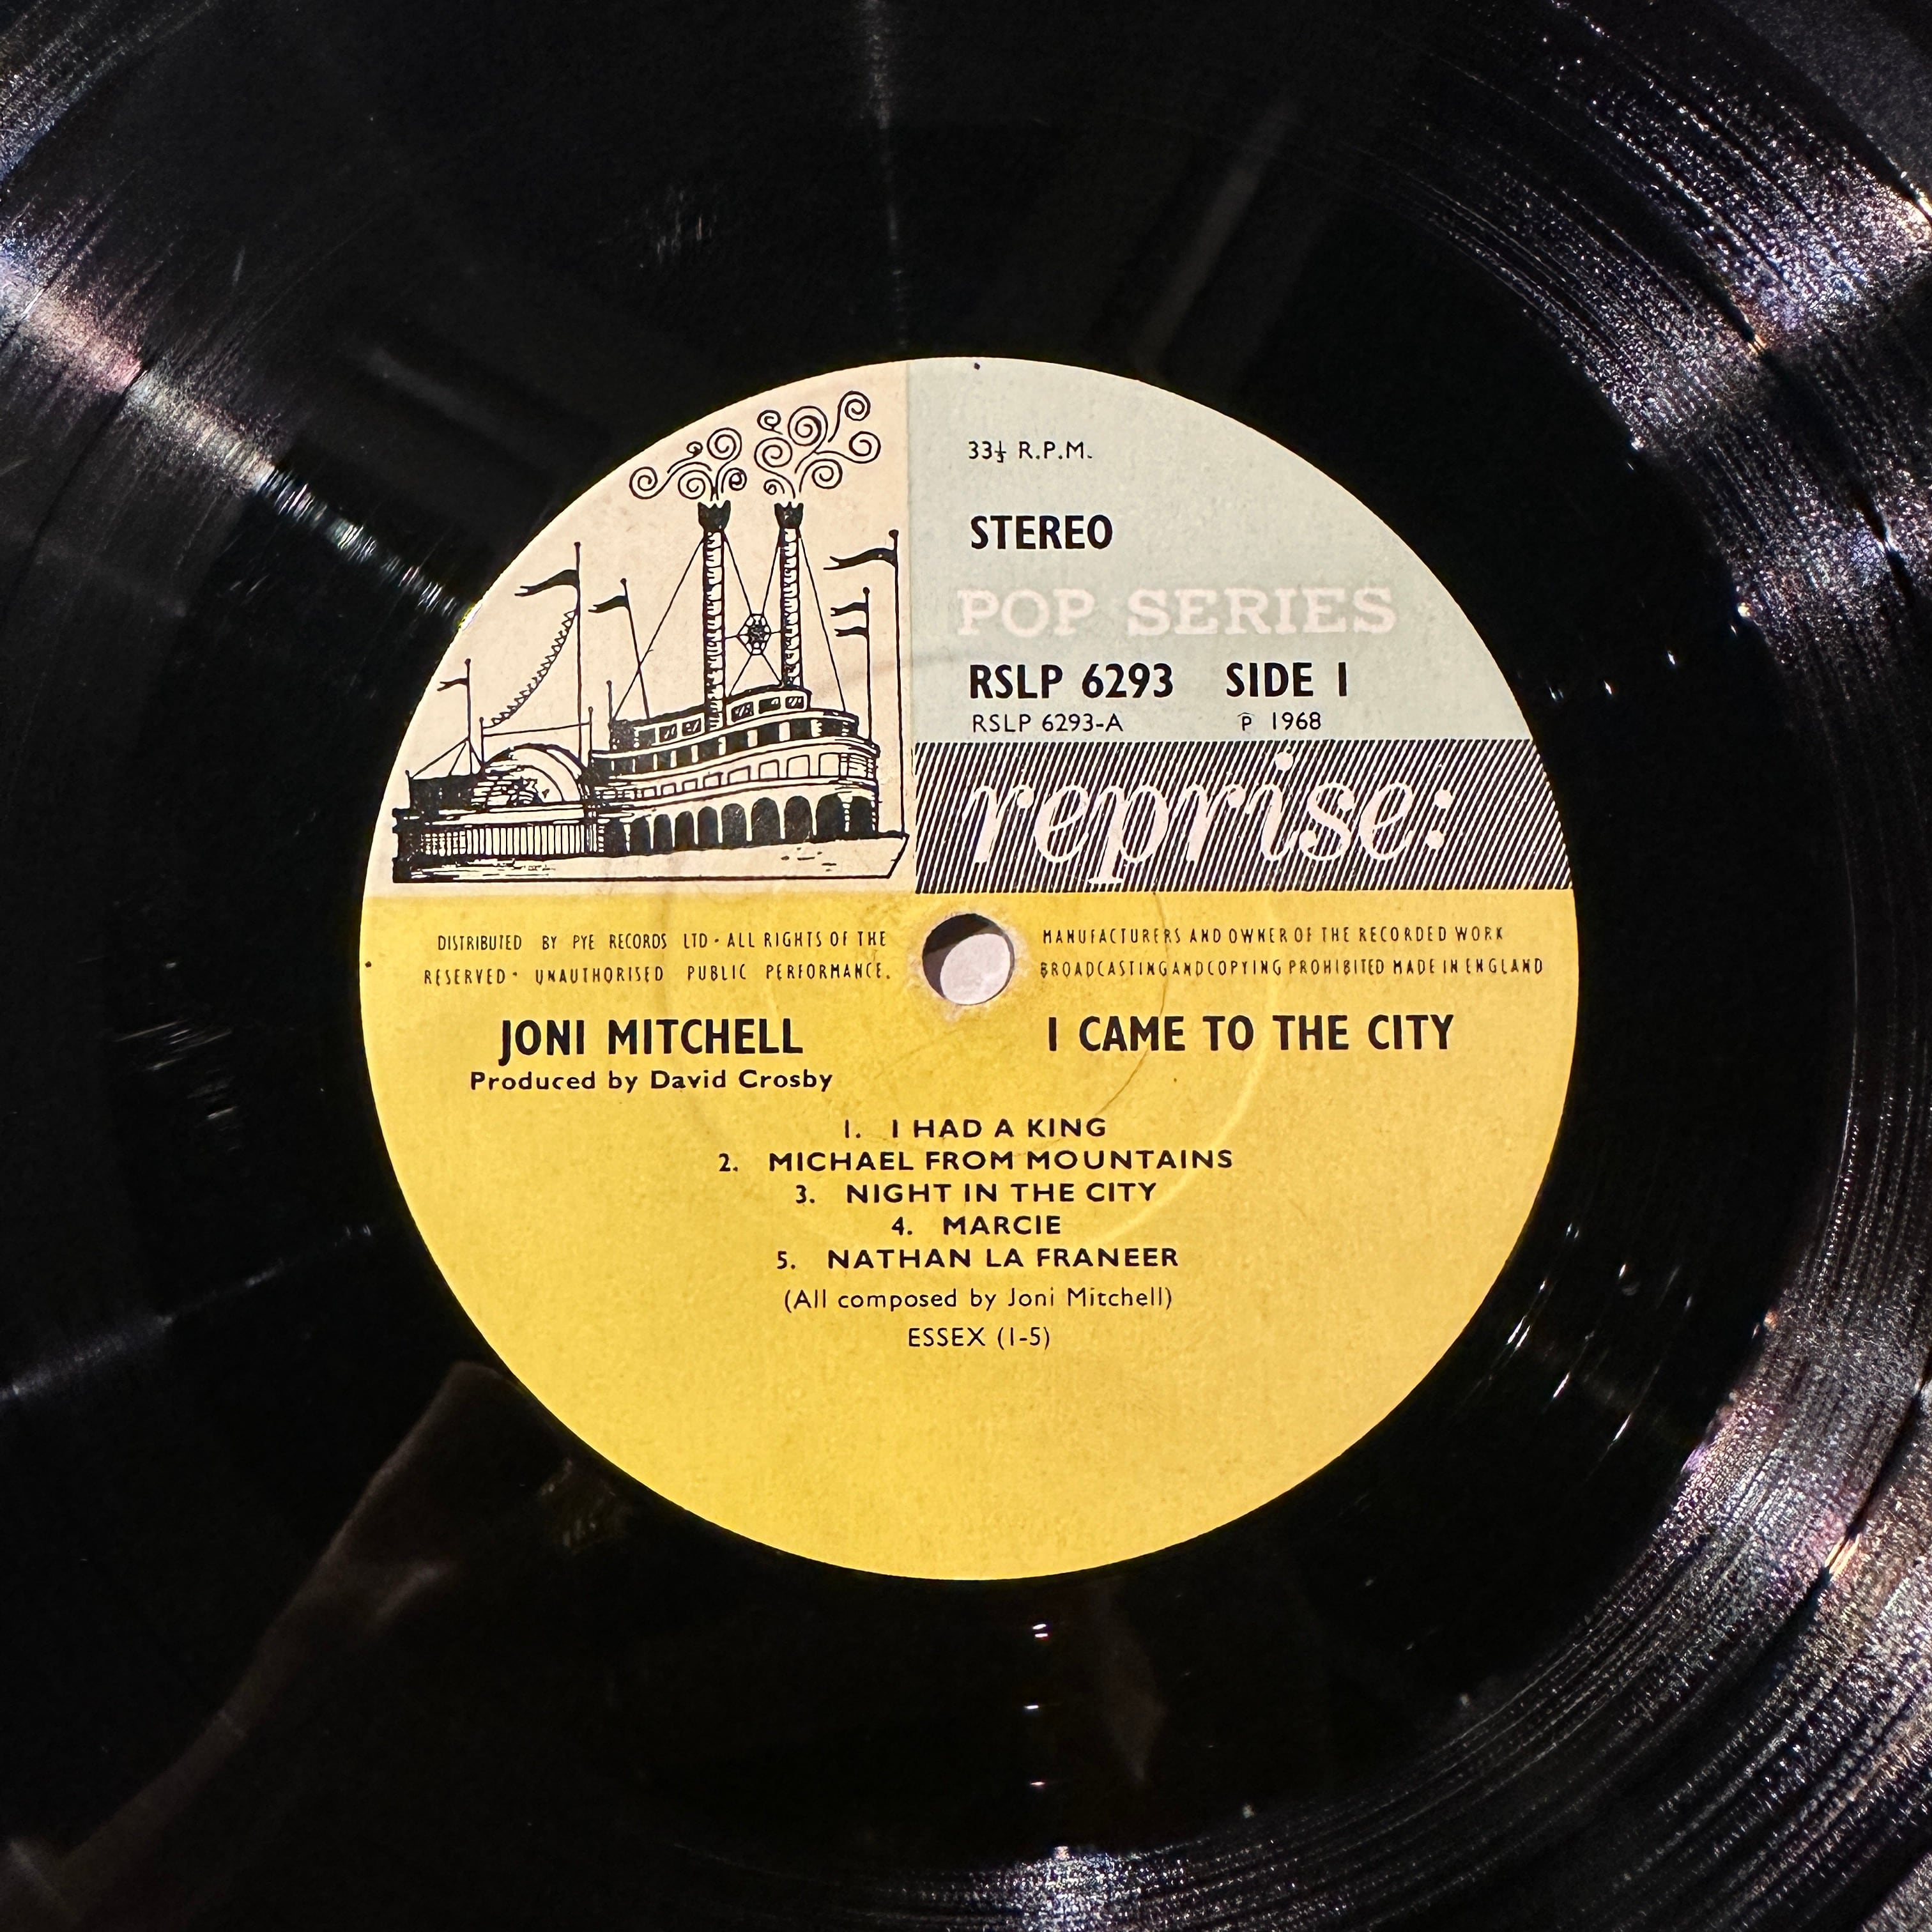 33⅓ R.P.M.
STEREO
POP SERIES
RSLP 6293 SIDE 1
RSLP 6293-A ℗ 1968
reprise:
DISTRIBUTED BY PYE RECORDS LTD · ALL RIGHTS OF THE MANUFACTURERS AND OWNER OF THE RECORDED WORK
RESERVED · UNAUTHORISED PUBLIC PERFORMANCE. BROADCASTING AND COPYING PROHIBITED MADE IN ENGLAND
JONI MITCHELL I CAME TO THE CITY
Produced by David Crosby
1. I HAD A KING
2. MICHAEL FROM MOUNTAINS
3. NIGHT IN THE CITY
4. MARCIE
5. NATHAN LA FRANEER
(All composed by Joni Mitchell)
ESSEX (1-5)